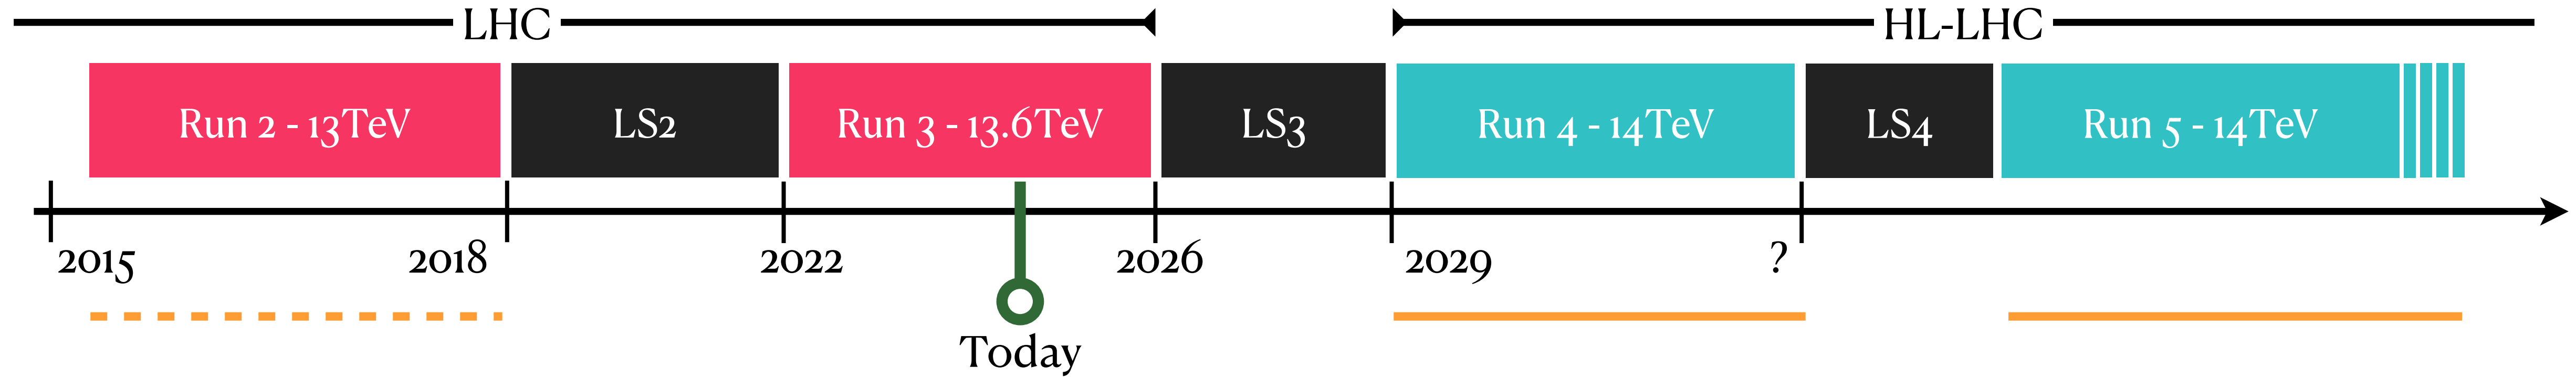 LHC
HL-LHC
Run 2 - 13TeV
LS2
Run 3 - 13.6TeV
LS3
Run 4 - 14TeV
LS4
Run 5 - 14TeV
2015
2018
2022
2026
2029
?
Today